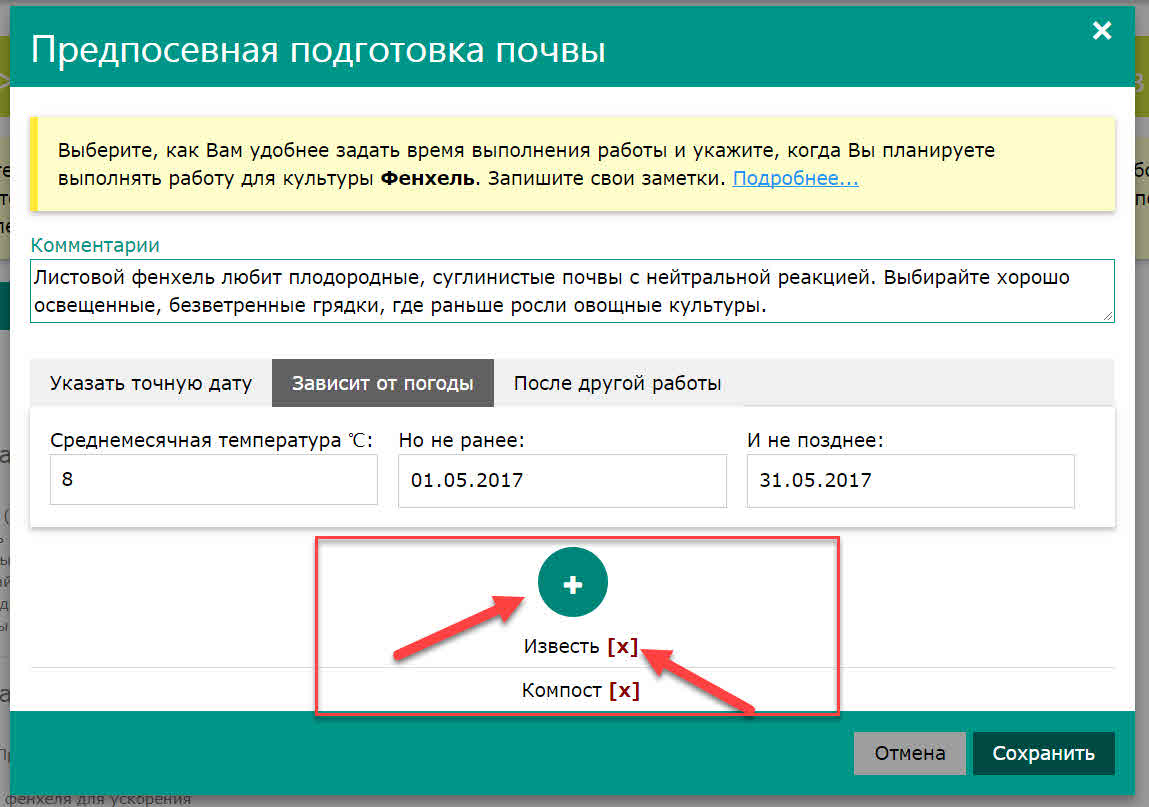 Предпосевная подготовка почвы
Выберите, как Вам удобнее задать время выполнения работы и укажите, когда Вы планируете
выполнять работу для культуры Фенхель. Запишите свои заметки. Подробнее...
Комментарии
Листовой фенхель любит плодородные, суглинистые почвы с нейтральной реакцией. Выбирайте хорошо
освещенные, безветренные грядки, где раньше росли овощные культуры.
Указать точную дату Зависит от погоды После другой работы
Среднемесячная температура ℃: Но не ранее: И не позднее:
8 01.05.2017 31.05.2017
Известь [x]
Компост [x]
Отмена Сохранить
фенхеля для ускорения